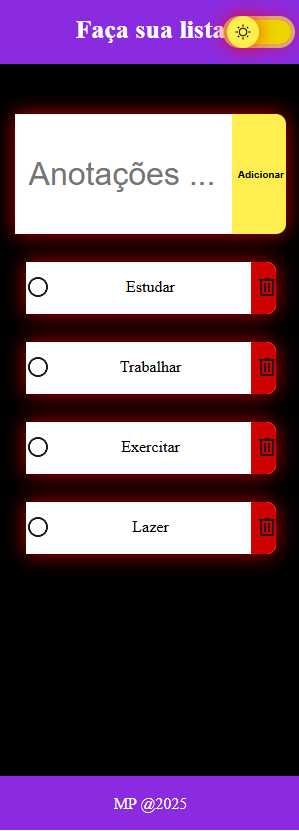 Faça sua lista
Anotações ...
Adicionar
Estudar
Trabalhar
Exercitar
Lazer
MP @2025